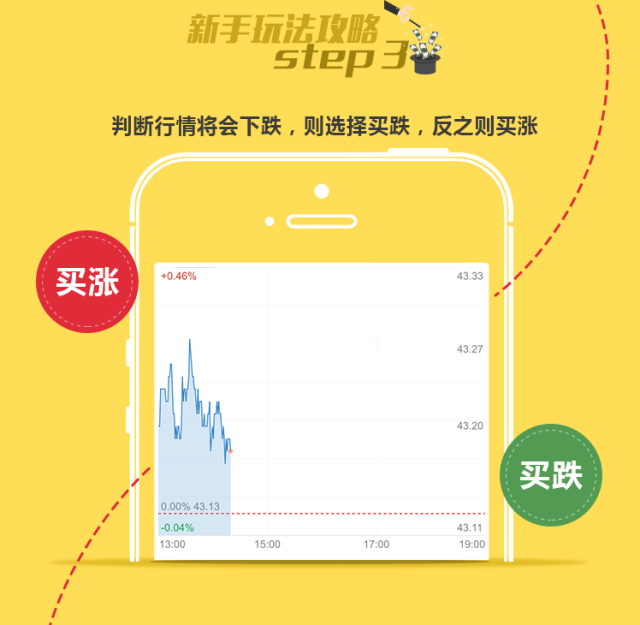 新手玩法攻略
step 3
判断行情将会下跌，则选择买跌，反之则买涨
买涨
+0.46%
43.33
43.27
43.20
买跌
0.00% 43.13
-0.04%
43.11
13:00 15:00 17:00 19:00